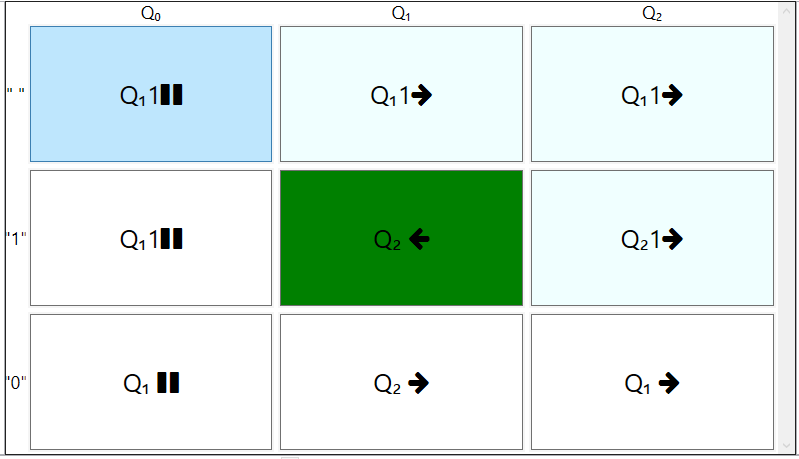 Q₀ Q₁ Q₂
" " Q₁1⏸ Q₁1🡲 Q₁1🡲
"1" Q₁1⏸ Q₂ 🡰 Q₂1🡲
"0" Q₁ ⏸ Q₂ 🡲 Q₁ 🡲